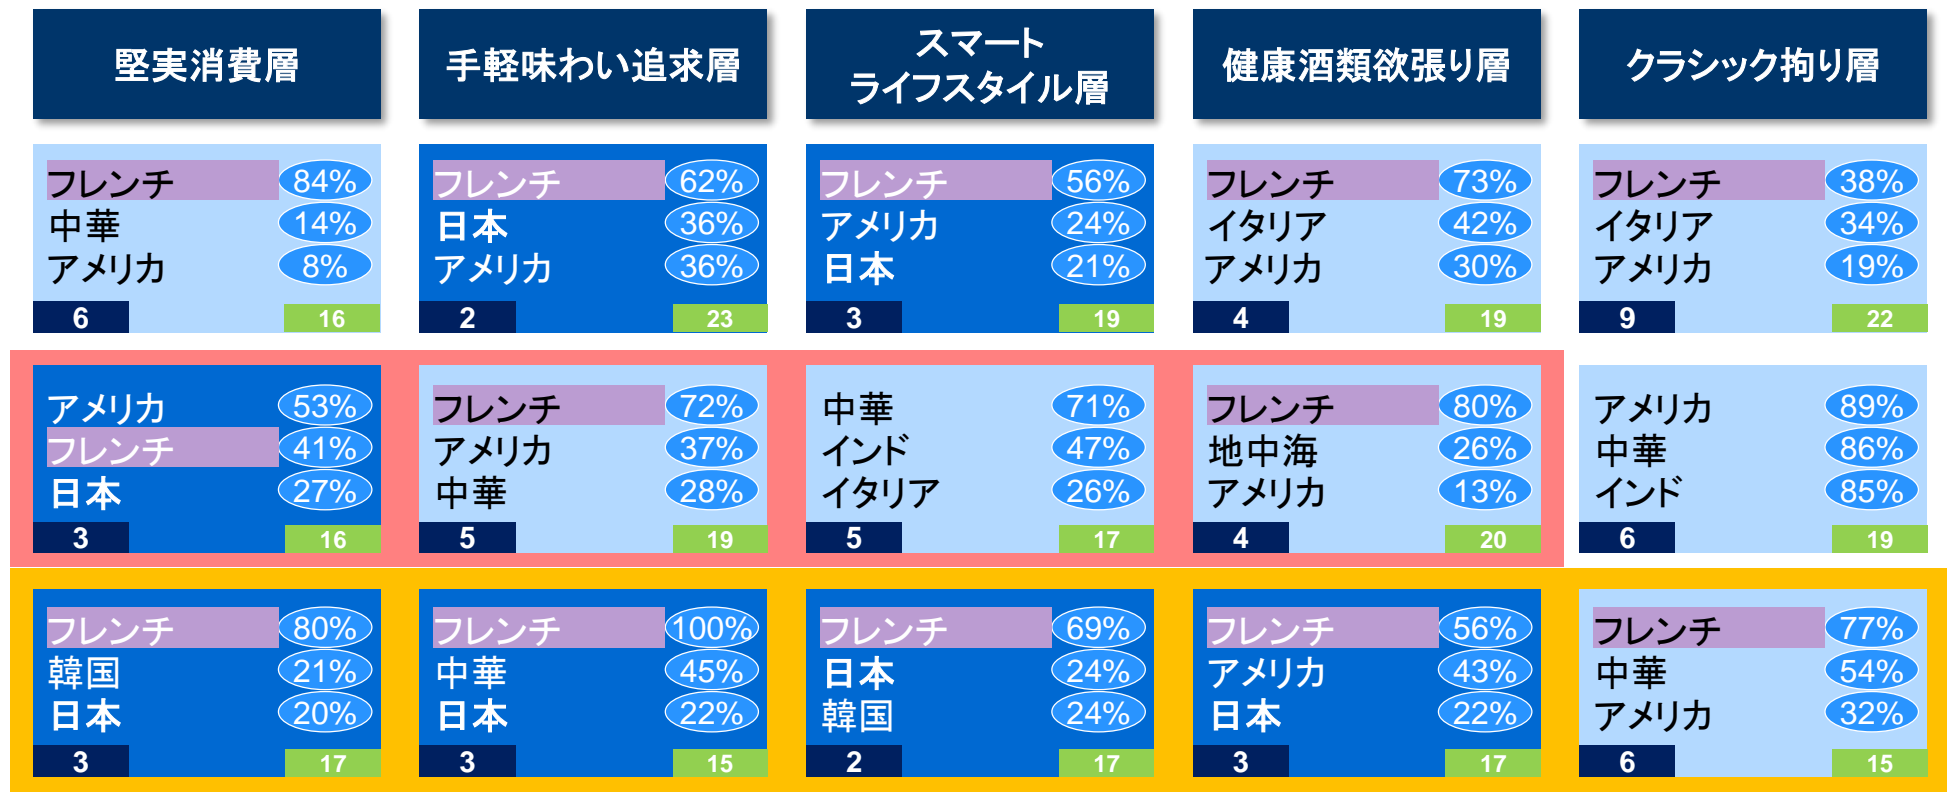 堅実消費層
手軽味わい追求層
スマート
ライフスタイル層
健康酒類欲張り層
クラシック拘り層
フレンチ 84%
中華 14%
アメリカ 8%
6 16
フレンチ 62%
日本 36%
アメリカ 36%
2 23
フレンチ 56%
アメリカ 24%
日本 21%
3 19
フレンチ 73%
イタリア 42%
アメリカ 30%
4 19
フレンチ 38%
イタリア 34%
アメリカ 19%
9 22
アメリカ 53%
フレンチ 41%
日本 27%
3 16
フレンチ 72%
アメリカ 37%
中華 28%
5 19
中華 71%
インド 47%
イタリア 26%
5 17
フレンチ 80%
地中海 26%
アメリカ 13%
4 20
アメリカ 89%
中華 86%
インド 85%
6 19
フレンチ 80%
韓国 21%
日本 20%
3 17
フレンチ 100%
中華 45%
日本 22%
3 15
フレンチ 69%
日本 24%
韓国 24%
2 17
フレンチ 56%
アメリカ 43%
日本 22%
3 17
フレンチ 77%
中華 54%
アメリカ 32%
6 15